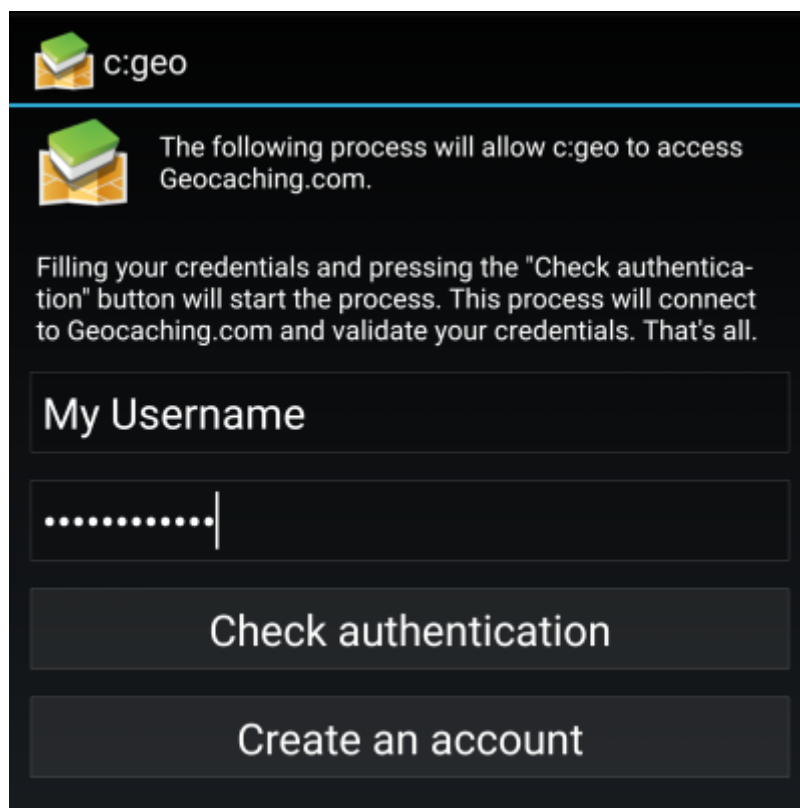 c:geo
The following process will allow c:geo to access
Geocaching.com.
Filling your credentials and pressing the "Check authentica-
tion" button will start the process. This process will connect
to Geocaching.com and validate your credentials. That's all.
My Username
••••••••••••
Check authentication
Create an account